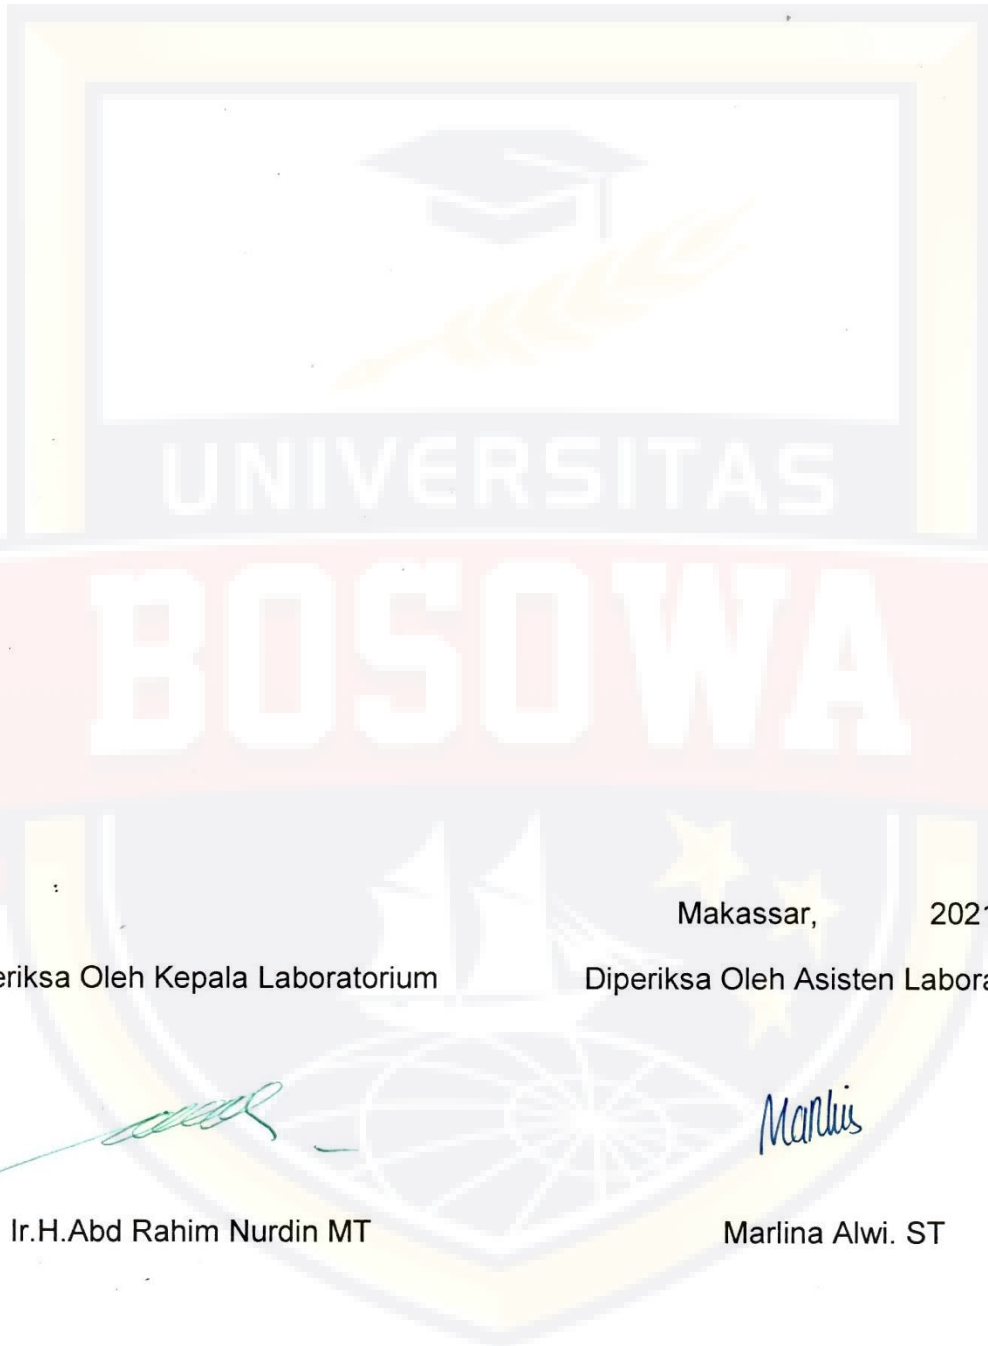 UNIVERSITAS
BOSOWA
Makassar, 2021
eriksa Oleh Kepala Laboratorium
Diperiksa Oleh Asisten Labora
Marlis
Ir.H.Abd Rahim Nurdin MT
Marlina Alwi. ST